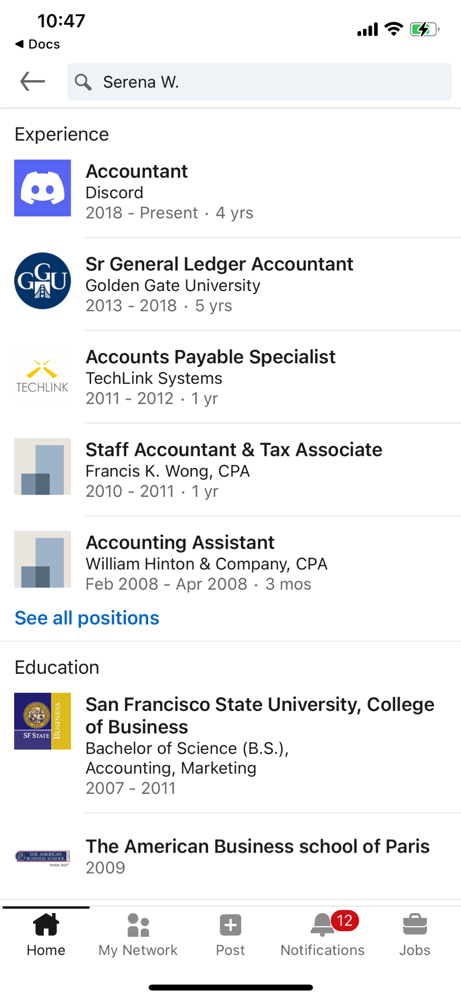 10:47
◀ Docs
Serena W.
Experience
Accountant
Discord
2018 - Present · 4 yrs
GGU
Sr General Ledger Accountant
Golden Gate University
2013 - 2018 · 5 yrs
TECHLINK
Accounts Payable Specialist
TechLink Systems
2011 - 2012 · 1 yr
Staff Accountant & Tax Associate
Francis K. Wong, CPA
2010 - 2011 · 1 yr
Accounting Assistant
William Hinton & Company, CPA
Feb 2008 - Apr 2008 · 3 mos
See all positions
Education
SF STATE
BUSINESS
San Francisco State University, College
of Business
Bachelor of Science (B.S.),
Accounting, Marketing
2007 - 2011
THE AMERICAN
BUSINESS SCHOOL
PARIS
THINK BIG
The American Business school of Paris
2009
12
Home
My Network
Post
Notifications
Jobs